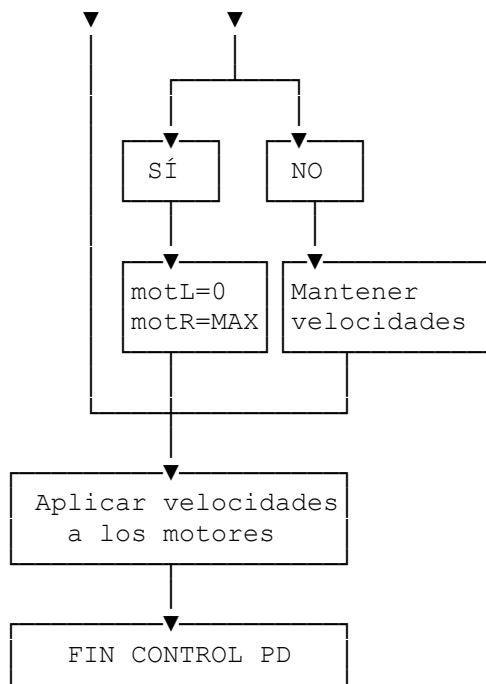 SÍ
NO
motL=0
motR=MAX
Mantener
velocidades
Aplicar velocidades
a los motores
FIN CONTROL PD